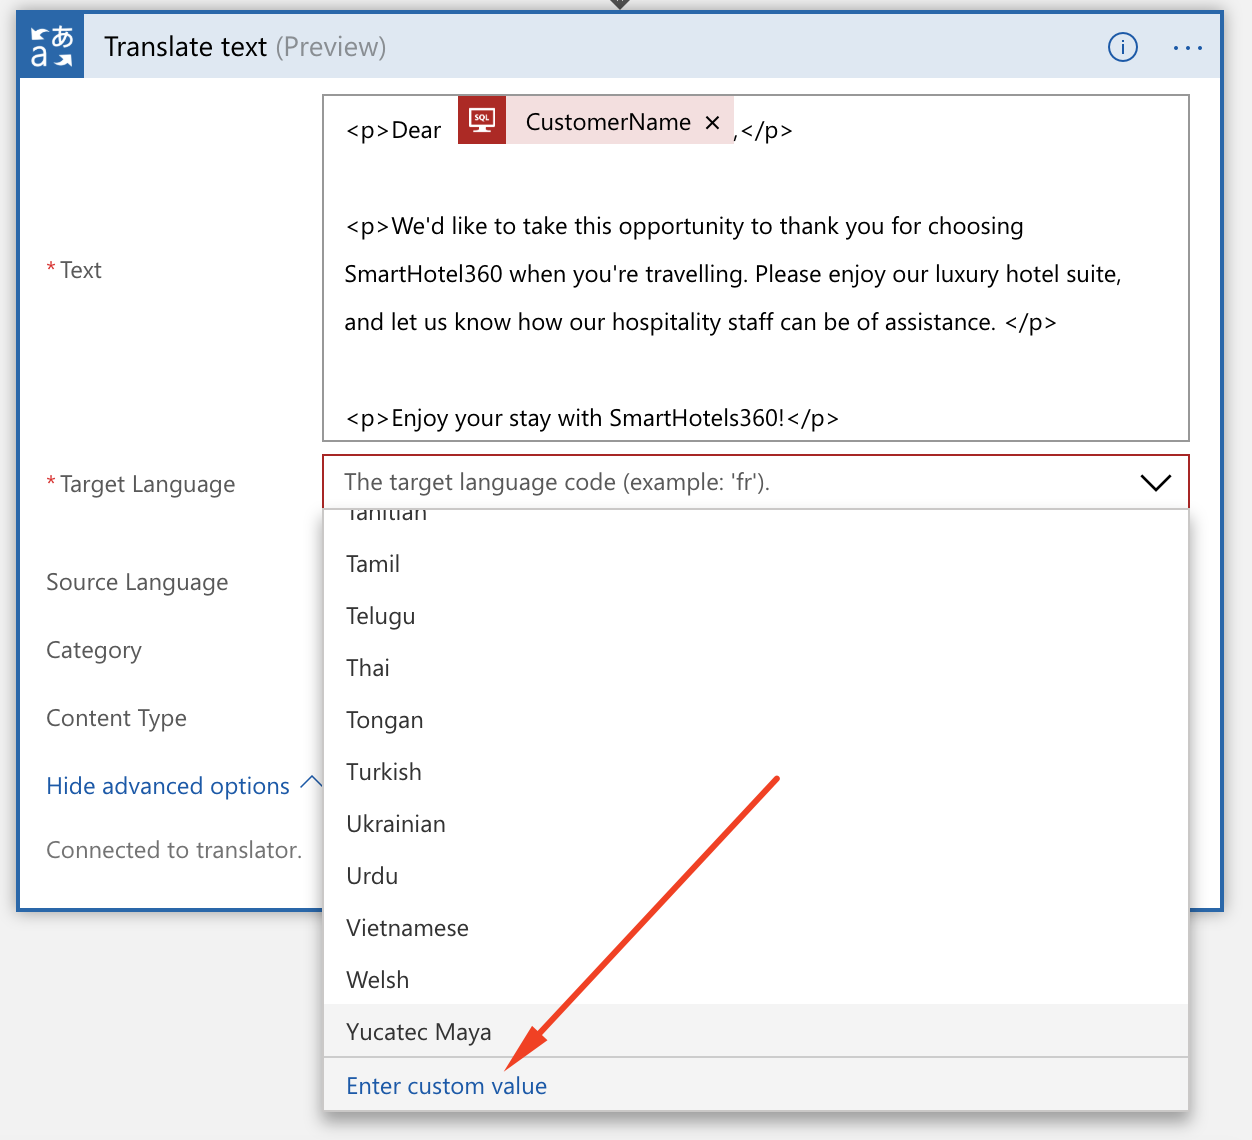 Translate text (Preview)
* Text
<p>Dear SQL CustomerName × ,</p>
<p>We'd like to take this opportunity to thank you for choosing
SmartHotel360 when you're travelling. Please enjoy our luxury hotel suite,
and let us know how our hospitality staff can be of assistance. </p>
<p>Enjoy your stay with SmartHotels360!</p>
* Target Language
The target language code (example: 'fr').
Source Language
Category
Content Type
Hide advanced options
Connected to translator.
Tahitian
Tamil
Telugu
Thai
Tongan
Turkish
Ukrainian
Urdu
Vietnamese
Welsh
Yucatec Maya
Enter custom value